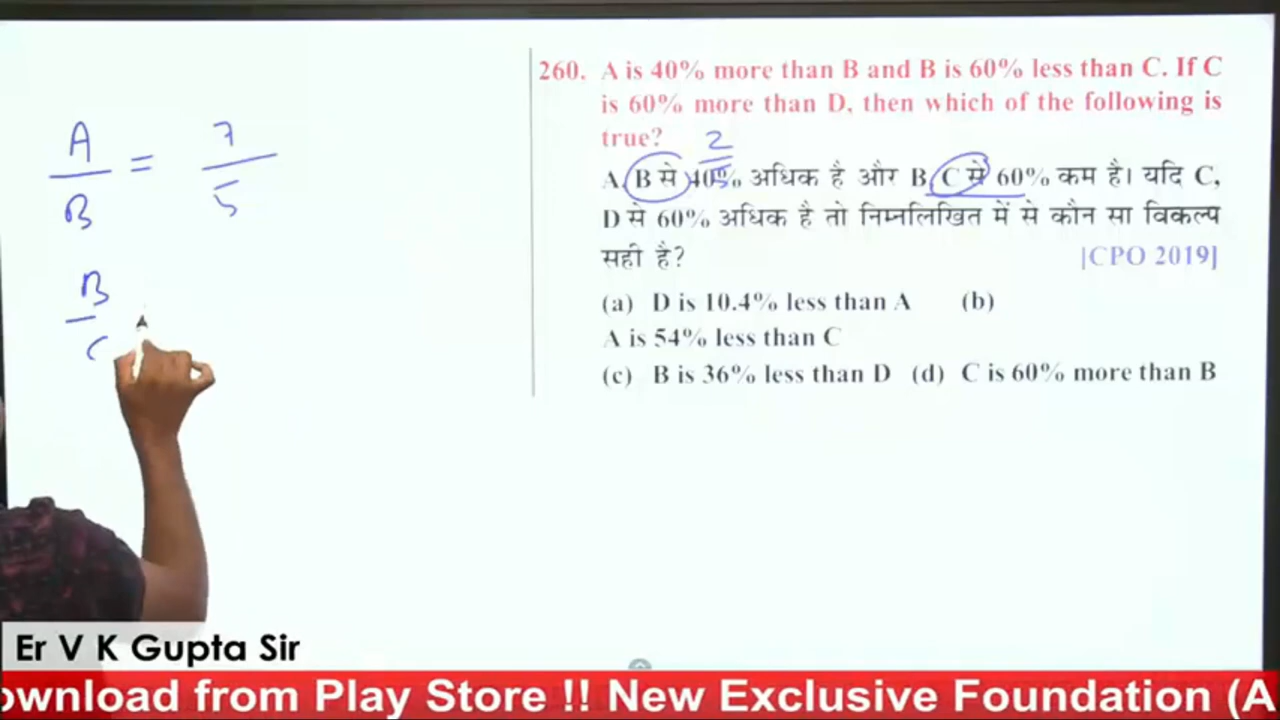 A
B
=
7
5
B
C
260. A is 40% more than B and B is 60% less than C. If C
is 60% more than D, then which of the following is
true?
2
5
A B से 40% अधिक है और B C से 60% कम है। यदि C,
D से 60% अधिक है तो निम्नलिखित में से कौन सा विकल्प
सही है?
[CPO 2019]
(a) D is 10.4% less than A (b)
A is 54% less than C
(c) B is 36% less than D (d) C is 60% more than B
Er V K Gupta Sir
ownload from Play Store !! New Exclusive Foundation (A